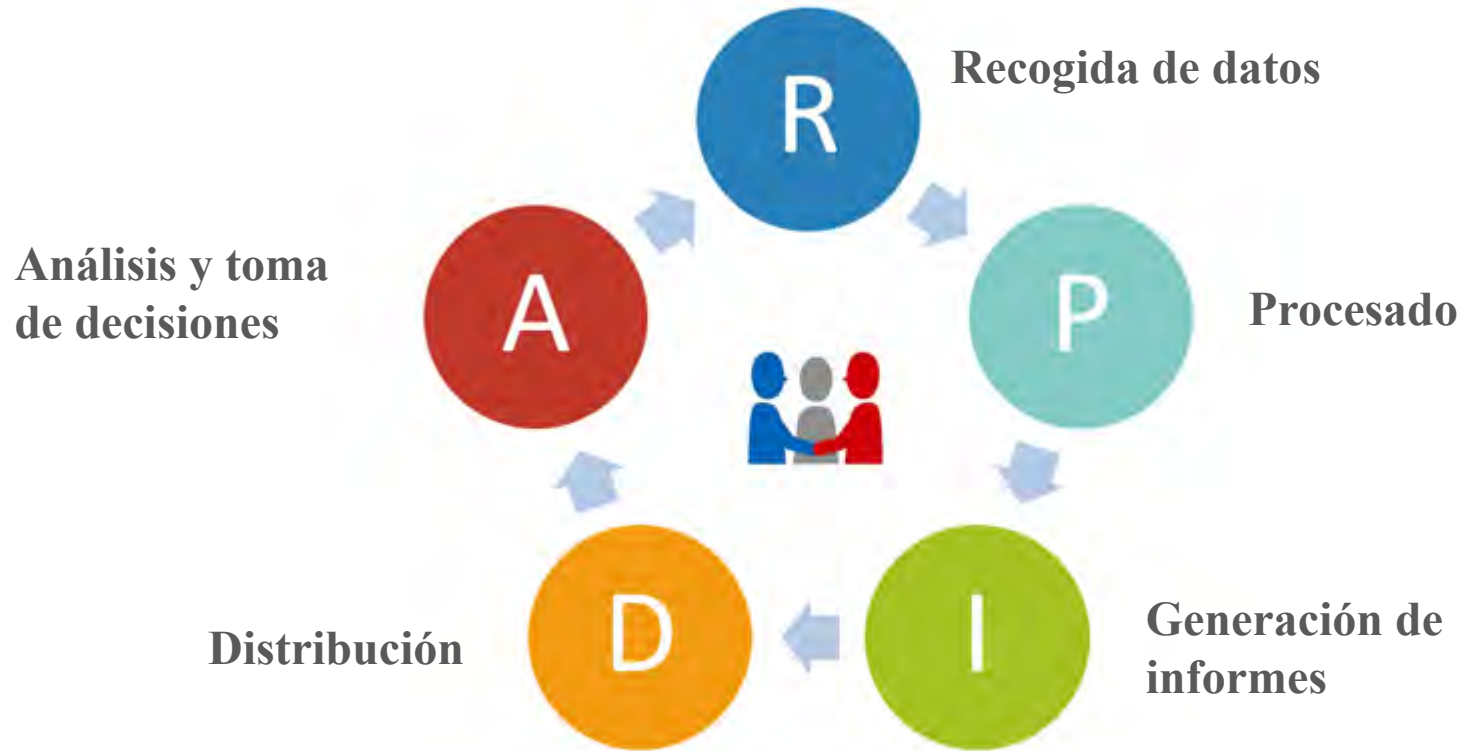 R
Recogida de datos
P
Procesado
I
Generación de
informes
D
Distribución
A
Análisis y toma
de decisiones